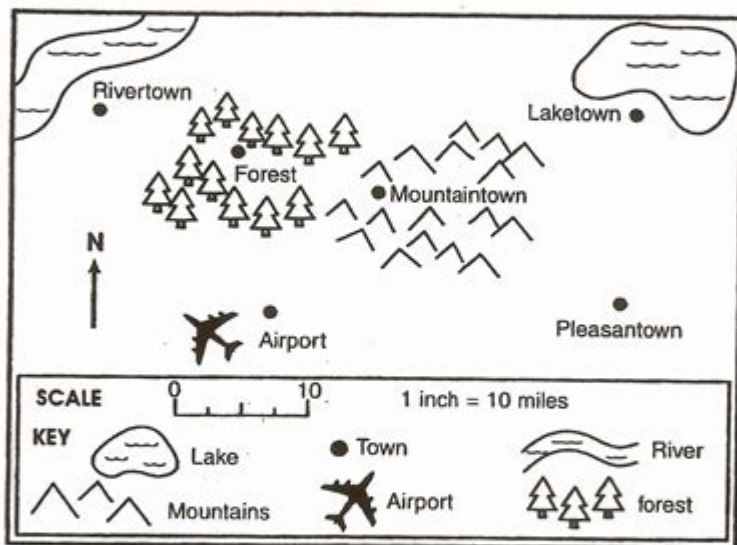 Rivertown
Laketown
Forest
Mountaintown
N
Airport
Pleasantown
SCALE 0 10 1 inch = 10 miles
KEY
Lake
Town
River
Mountains
Airport
forest